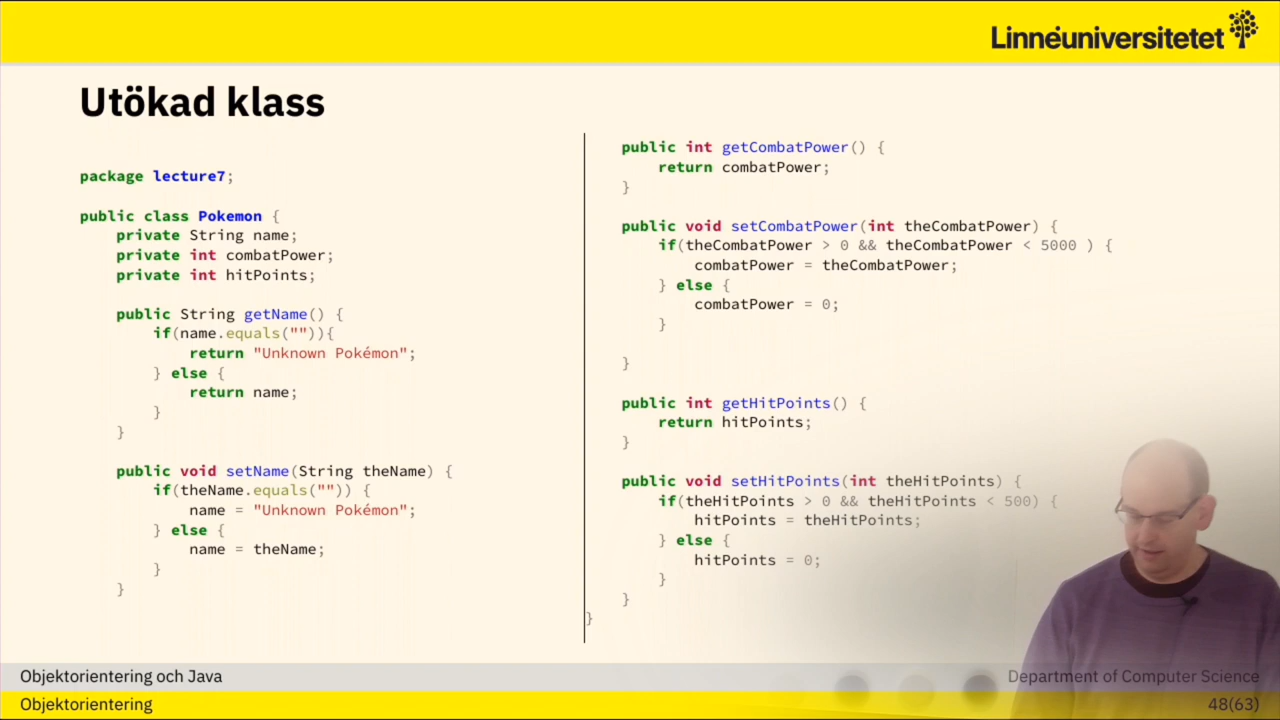 Linnéuniversitetet
Utökad klass
package lecture7;
public class Pokemon {
private String name;
private int combatPower;
private int hitPoints;
public String getName() {
if(name.equals("")){
return "Unknown Pokémon";
} else {
return name;
}
}
public void setName(String theName) {
if(theName.equals("")) {
name = "Unknown Pokémon";
} else {
name = theName;
}
}
public int getCombatPower() {
return combatPower;
}
public void setCombatPower(int theCombatPower) {
if(theCombatPower > 0 && theCombatPower < 5000 ) {
combatPower = theCombatPower;
} else {
combatPower = 0;
}
}
public int getHitPoints() {
return hitPoints;
}
public void setHitPoints(int theHitPoints) {
if(theHitPoints > 0 && theHitPoints < 500) {
hitPoints = theHitPoints;
} else {
hitPoints = 0;
}
}
}
Objektorientering och Java
Department of Computer Science
Objektorientering
48(63)